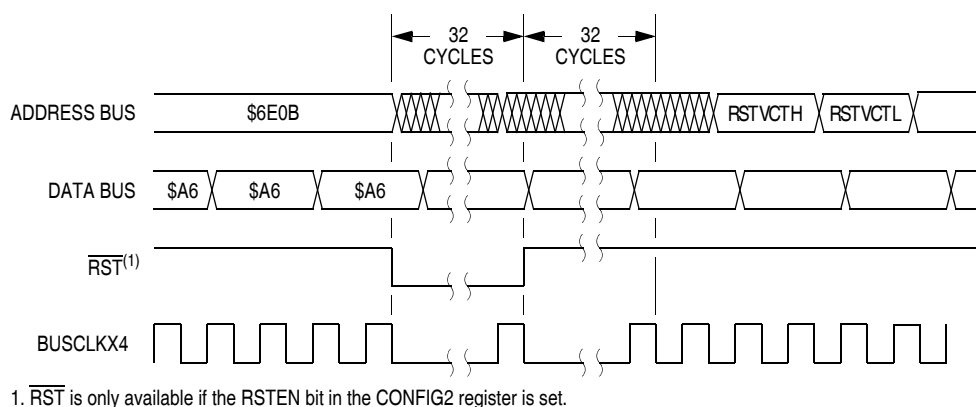 32
CYCLES
32
CYCLES
ADDRESS BUS
$6E0B
RSTVCTH
RSTVCTL
DATA BUS
$A6
$A6
$A6
RST(1)
BUSCLKX4
1. RST is only available if the RSTEN bit in the CONFIG2 register is set.